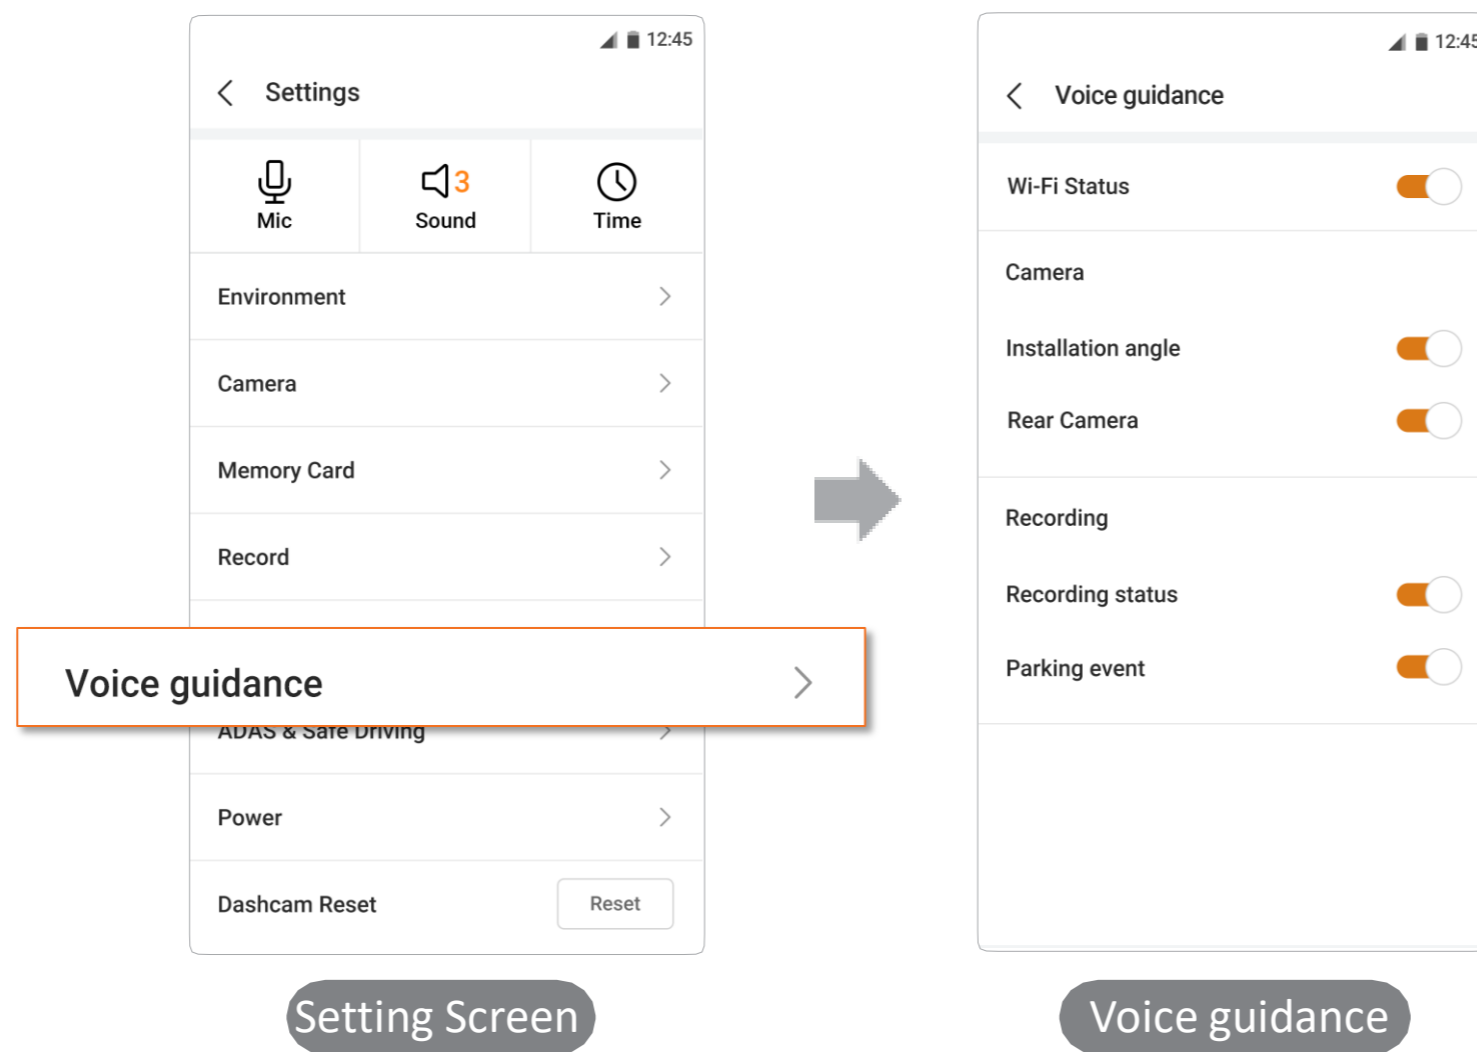 12:45
Settings
3
Mic Sound Time
Environment
Camera
Memory Card
Record
Voice guidance
ADAS & Safe Driving
Power
Dashcam Reset Reset
Setting Screen
12:45
Voice guidance
Wi-Fi Status
Camera
Installation angle
Rear Camera
Recording
Recording status
Parking event
Voice guidance